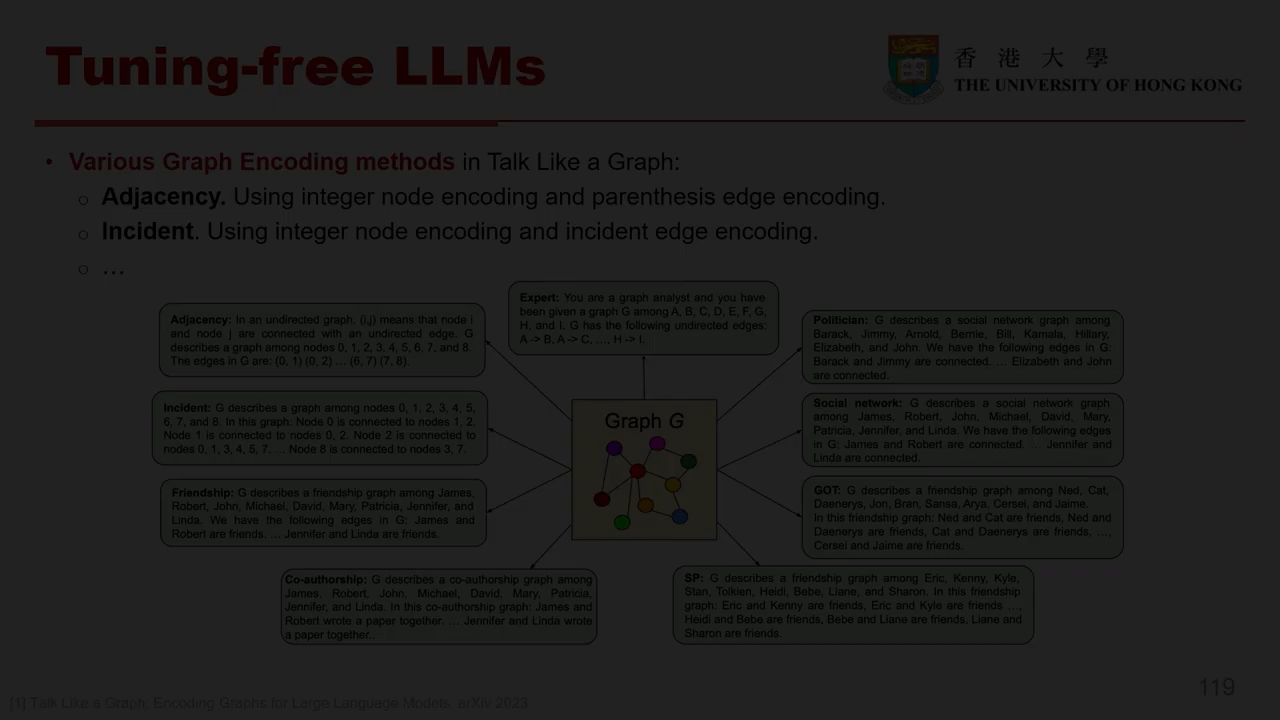 Tuning-free LLMs
香港大學
THE UNIVERSITY OF HONG KONG
• Various Graph Encoding methods in Talk Like a Graph:
○ Adjacency. Using integer node encoding and parenthesis edge encoding.
○ Incident. Using integer node encoding and incident edge encoding.
○ …
Expert: You are a graph analyst and you have
been given a graph G among A, B, C, D, E, F, G,
H, and I. G has the following undirected edges:
A -> B, A -> C, …, H -> I.
Adjacency: In an undirected graph, (i,j) means that node i
and node j are connected with an undirected edge. G
describes a graph among nodes 0, 1, 2, 3, 4, 5, 6, 7, and 8.
The edges in G are: (0, 1) (0, 2) … (6, 7) (7, 8).
Politician: G describes a social network graph among
Barack, Jimmy, Arnold, Bernie, Bill, Kamala, Hillary,
Elizabeth, and John. We have the following edges in G:
Barack and Jimmy are connected. … Elizabeth and John
are connected.
Incident: G describes a graph among nodes 0, 1, 2, 3, 4, 5,
6, 7, and 8. In this graph: Node 0 is connected to nodes 1, 2.
Node 1 is connected to nodes 0, 2. Node 2 is connected to
nodes 0, 1, 3, 4, 5, 7. … Node 8 is connected to nodes 3, 7.
Graph G
Social network: G describes a social network graph
among James, Robert, John, Michael, David, Mary,
Patricia, Jennifer, and Linda. We have the following edges
in G: James and Robert are connected. … Jennifer and
Linda are connected.
Friendship: G describes a friendship graph among James,
Robert, John, Michael, David, Mary, Patricia, Jennifer, and
Linda. We have the following edges in G: James and
Robert are friends. … Jennifer and Linda are friends.
GOT: G describes a friendship graph among Ned, Cat,
Daenerys, Jon, Bran, Sansa, Arya, Cersei, and Jaime.
In this friendship graph: Ned and Cat are friends, Ned and
Daenerys are friends, Cat and Daenerys are friends, …,
Cersei and Jaime are friends.
Co-authorship: G describes a co-authorship graph among
James, Robert, John, Michael, David, Mary, Patricia,
Jennifer, and Linda. In this co-authorship graph: James and
Robert wrote a paper together. … Jennifer and Linda wrote
a paper together..
SP: G describes a friendship graph among Eric, Kenny, Kyle,
Stan, Tolkien, Heidi, Bebe, Liane, and Sharon. In this friendship
graph: Eric and Kenny are friends, Eric and Kyle are friends …,
Heidi and Bebe are friends, Bebe and Liane are friends, Liane and
Sharon are friends.
[1] Talk Like a Graph: Encoding Graphs for Large Language Models. arXiv 2023
119